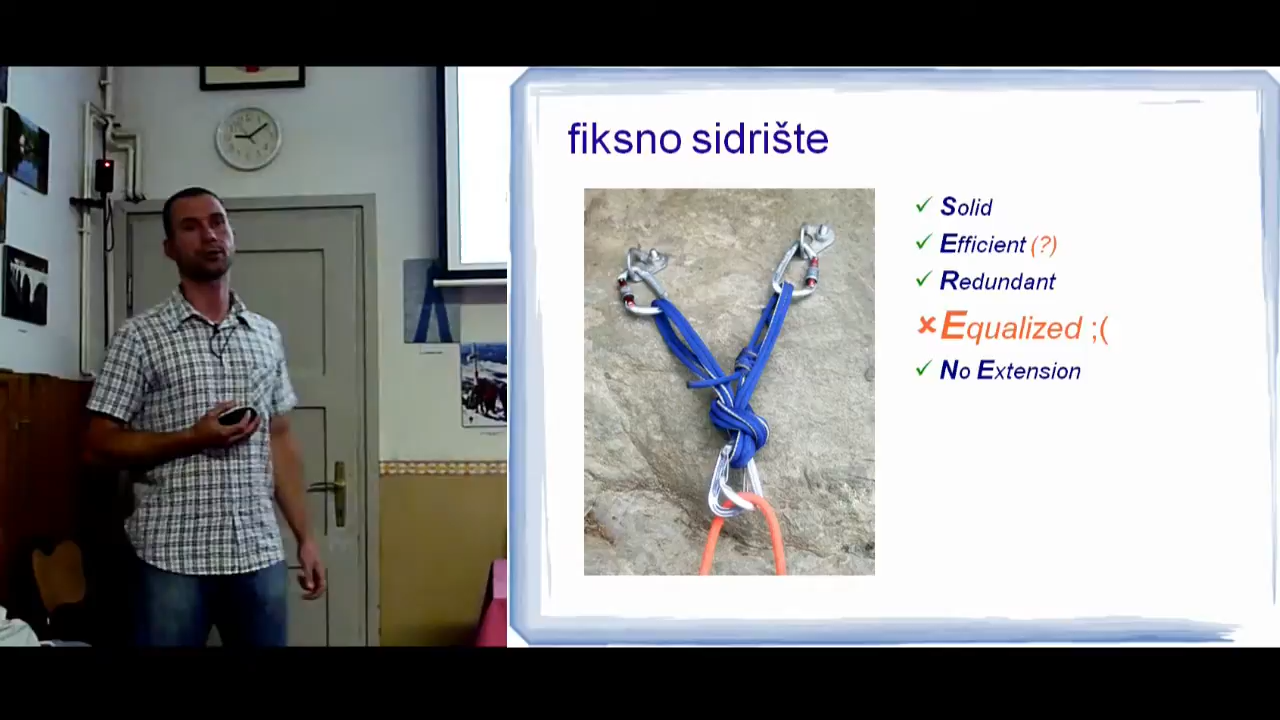 fiksno sidrište
Solid
Efficient (?)
Redundant
Equalized ;(
No Extension